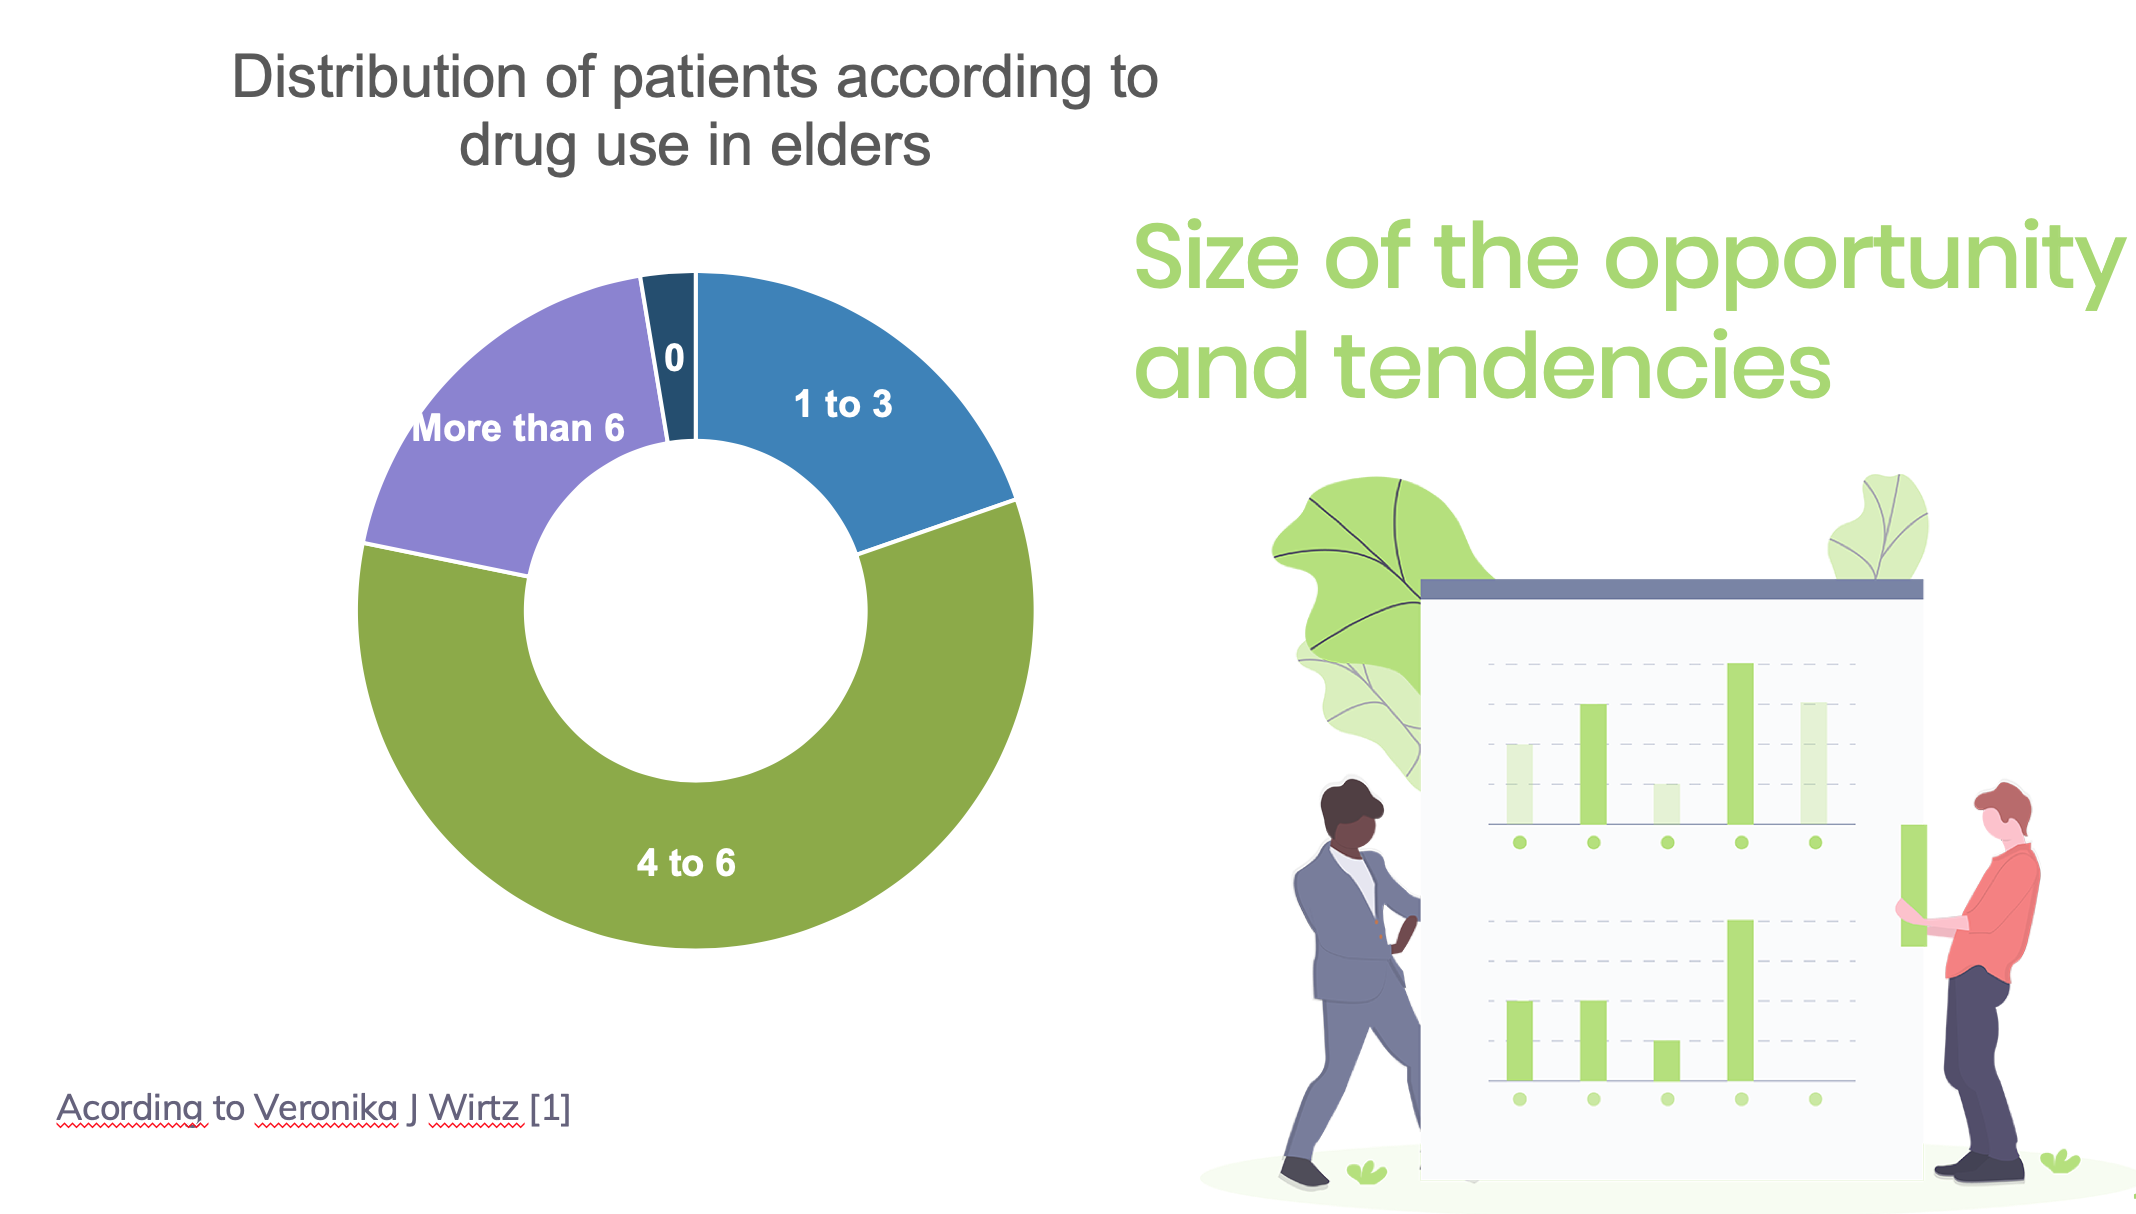 Distribution of patients according to
drug use in elders
Size of the opportunity
and tendencies
0
1 to 3
More than 6
4 to 6
Acording to Veronika J Wirtz [1]